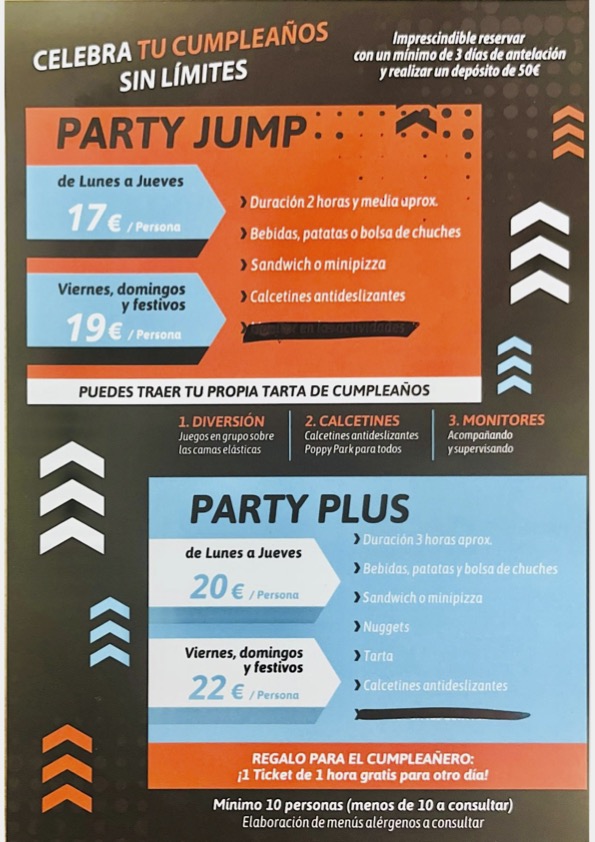 CELEBRA TU CUMPLEAÑOS
SIN LÍMITES
Imprescindible reservar
con un mínimo de 3 días de antelación
y realizar un depósito de 50€
PARTY JUMP
de Lunes a Jueves
17€ / Persona
Viernes, domingos
y festivos
19€ / Persona
Duración 2 horas y media aprox.
Bebidas, patatas o bolsa de chuches
Sandwich o minipizza
Calcetines antideslizantes
en las actividades
PUEDES TRAER TU PROPIA TARTA DE CUMPLEAÑOS
1. DIVERSIÓN
Juegos en grupo sobre
las camas elásticas
2. CALCETINES
Calcetines antideslizantes
Poppy Park para todos
3. MONITORES
Acompañando
y supervisando
PARTY PLUS
de Lunes a Jueves
20€ / Persona
Viernes, domingos
y festivos
22€ / Persona
Duración 3 horas aprox.
Bebidas, patatas y bolsa de chuches
Sandwich o minipizza
Nuggets
Tarta
Calcetines antideslizantes
REGALO PARA EL CUMPLEAÑERO:
¡1 Ticket de 1 hora gratis para otro día!
Mínimo 10 personas (menos de 10 a consultar)
Elaboración de menús alérgenos a consultar